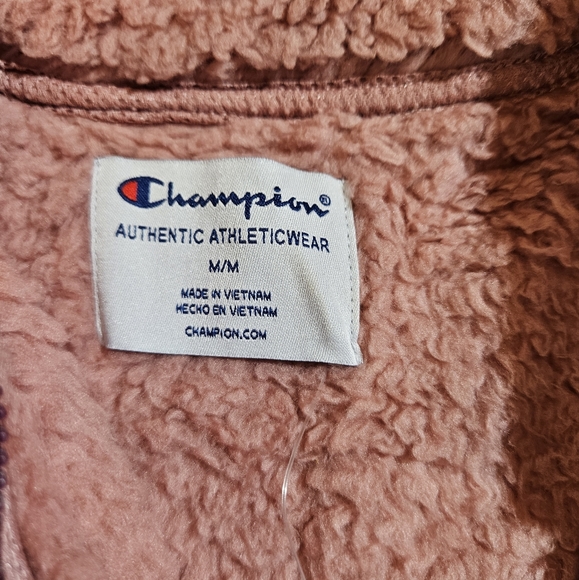 Champion®
AUTHENTIC ATHLETICWEAR
M/M
MADE IN VIETNAM
HECHO EN VIETNAM
CHAMPION.COM